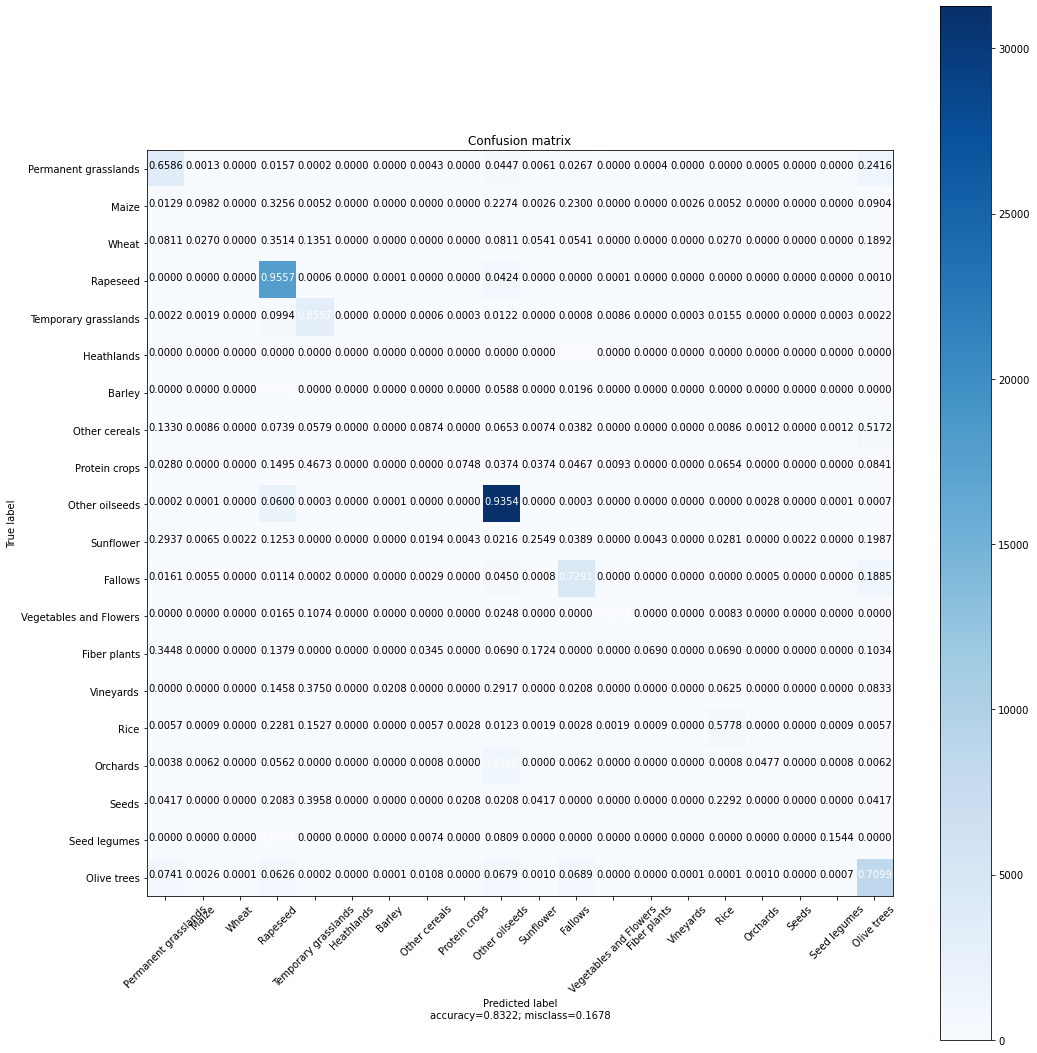 Confusion matrix
Permanent grasslands 0.6586 0.0013 0.0000 0.0157 0.0002 0.0000 0.0000 0.0043 0.0000 0.0447 0.0061 0.0267 0.0000 0.0004 0.0000 0.0000 0.0005 0.0000 0.0000 0.2416
Maize 0.0129 0.0982 0.0000 0.3256 0.0052 0.0000 0.0000 0.0000 0.0000 0.2274 0.0026 0.2300 0.0000 0.0000 0.0026 0.0052 0.0000 0.0000 0.0000 0.0904
Wheat 0.0811 0.0270 0.0000 0.3514 0.1351 0.0000 0.0000 0.0000 0.0000 0.0811 0.0541 0.0541 0.0000 0.0000 0.0000 0.0270 0.0000 0.0000 0.0000 0.1892
Rapeseed 0.0000 0.0000 0.0000 0.9557 0.0006 0.0000 0.0001 0.0000 0.0000 0.0424 0.0000 0.0000 0.0000 0.0001 0.0000 0.0000 0.0000 0.0000 0.0000 0.0010
Temporary grasslands 0.0022 0.0019 0.0000 0.0994 0.8557 0.0000 0.0000 0.0006 0.0003 0.0122 0.0000 0.0008 0.0086 0.0000 0.0003 0.0155 0.0000 0.0000 0.0003 0.0022
Heathlands 0.0000 0.0000 0.0000 0.0000 0.0000 0.0000 0.0000 0.0000 0.0000 0.0000 0.0000 0.0000 0.0000 0.0000 0.0000 0.0000 0.0000 0.0000 0.0000
Barley 0.0000 0.0000 0.0000 0.0000 0.0000 0.0000 0.0000 0.0000 0.0588 0.0000 0.0196 0.0000 0.0000 0.0000 0.0000 0.0000 0.0000 0.0000 0.0000
Other cereals 0.1330 0.0086 0.0000 0.0739 0.0579 0.0000 0.0000 0.0874 0.0000 0.0653 0.0074 0.0382 0.0000 0.0000 0.0000 0.0086 0.0012 0.0000 0.0012 0.5172
Protein crops 0.0280 0.0000 0.0000 0.1495 0.4673 0.0000 0.0000 0.0000 0.0748 0.0374 0.0374 0.0467 0.0093 0.0000 0.0000 0.0654 0.0000 0.0000 0.0000 0.0841
Other oilseeds 0.0002 0.0001 0.0000 0.0600 0.0003 0.0000 0.0001 0.0000 0.0000 0.9354 0.0000 0.0003 0.0000 0.0000 0.0000 0.0000 0.0028 0.0000 0.0001 0.0007
Sunflower 0.2937 0.0065 0.0022 0.1253 0.0000 0.0000 0.0000 0.0194 0.0043 0.0216 0.2549 0.0389 0.0000 0.0043 0.0000 0.0281 0.0000 0.0022 0.0000 0.1987
Fallows 0.0161 0.0055 0.0000 0.0114 0.0002 0.0000 0.0000 0.0029 0.0000 0.0450 0.0008 0.7291 0.0000 0.0000 0.0000 0.0000 0.0005 0.0000 0.0000 0.1885
Vegetables and Flowers 0.0000 0.0000 0.0000 0.0165 0.1074 0.0000 0.0000 0.0000 0.0000 0.0248 0.0000 0.0000 0.0000 0.0000 0.0083 0.0000 0.0000 0.0000 0.0000
Fiber plants 0.3448 0.0000 0.0000 0.1379 0.0000 0.0000 0.0000 0.0345 0.0000 0.0690 0.1724 0.0000 0.0000 0.0690 0.0000 0.0690 0.0000 0.0000 0.0000 0.1034
Vineyards 0.0000 0.0000 0.0000 0.1458 0.3750 0.0000 0.0208 0.0000 0.0000 0.2917 0.0000 0.0208 0.0000 0.0000 0.0000 0.0625 0.0000 0.0000 0.0000 0.0833
Rice 0.0057 0.0009 0.0000 0.2281 0.1527 0.0000 0.0000 0.0057 0.0028 0.0123 0.0019 0.0028 0.0019 0.0009 0.0000 0.5778 0.0000 0.0000 0.0009 0.0057
Orchards 0.0038 0.0062 0.0000 0.0562 0.0000 0.0000 0.0000 0.0008 0.0000 0.0000 0.0062 0.0000 0.0000 0.0000 0.0008 0.0477 0.0000 0.0008 0.0062
Seeds 0.0417 0.0000 0.0000 0.2083 0.3958 0.0000 0.0000 0.0000 0.0208 0.0208 0.0417 0.0000 0.0000 0.0000 0.0000 0.2292 0.0000 0.0000 0.0000 0.0417
Seed legumes 0.0000 0.0000 0.0000 0.0000 0.0000 0.0000 0.0074 0.0000 0.0809 0.0000 0.0000 0.0000 0.0000 0.0000 0.0000 0.0000 0.0000 0.1544 0.0000
Olive trees 0.0741 0.0026 0.0001 0.0626 0.0002 0.0000 0.0001 0.0108 0.0000 0.0679 0.0010 0.0689 0.0000 0.0000 0.0001 0.0001 0.0010 0.0000 0.0007 0.7099
True label
Permanent grasslands
Maize
Wheat
Rapeseed
Temporary grasslands
Heathlands
Barley
Other cereals
Protein crops
Other oilseeds
Sunflower
Fallows
Vegetables and Flowers
Fiber plants
Vineyards
Rice
Orchards
Seeds
Seed legumes
Olive trees
Predicted label
accuracy=0.8322; misclass=0.1678
30000
25000
20000
15000
10000
5000
0